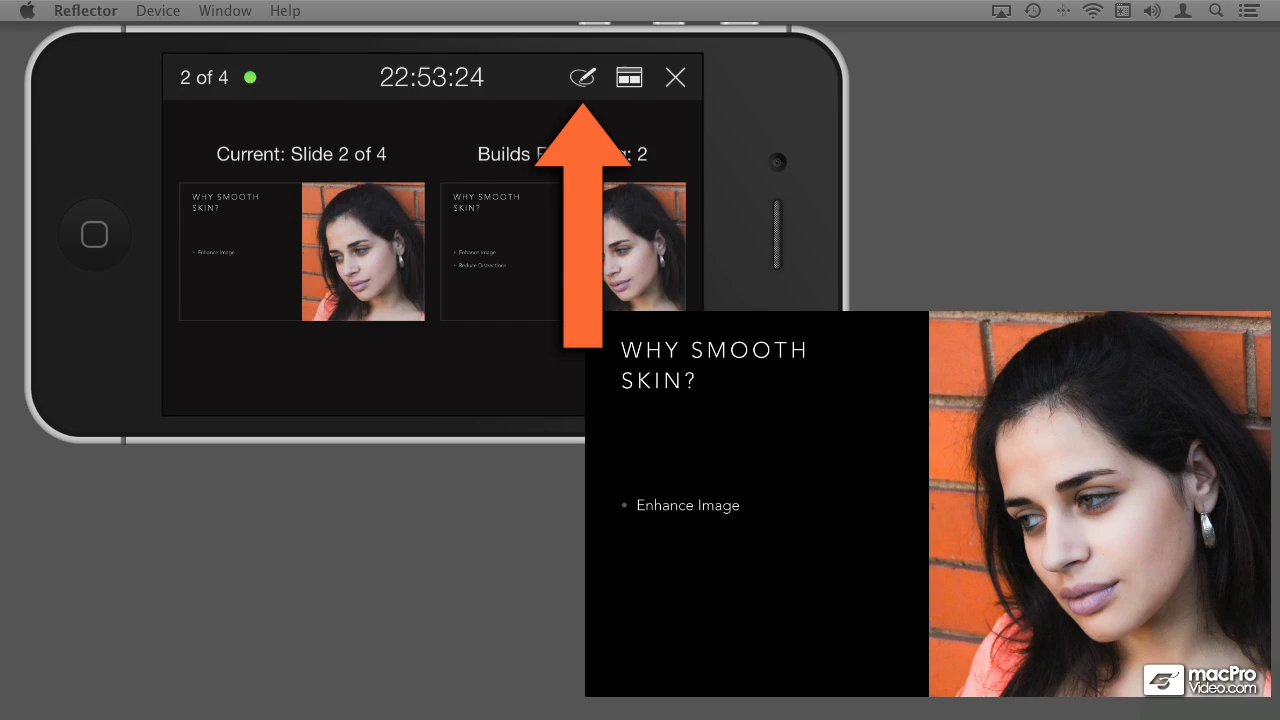 Reflector Device Window Help
2 of 4 22:53:24
Current: Slide 2 of 4
WHY SMOOTH
SKIN?
• Enhance Image
Builds : 2
WHY SMOOTH
SKIN?
• Enhance Image
• Reduce Distractions
WHY SMOOTH
SKIN?
• Enhance Image
macPro
Video.com